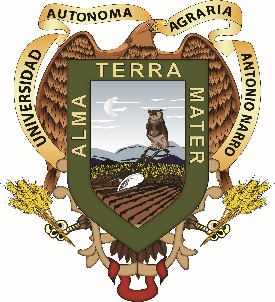 UNIVERSIDAD
AUTONOMA
AGRARIA
ANTONIO NARRO
ALMA
TERRA
MATER